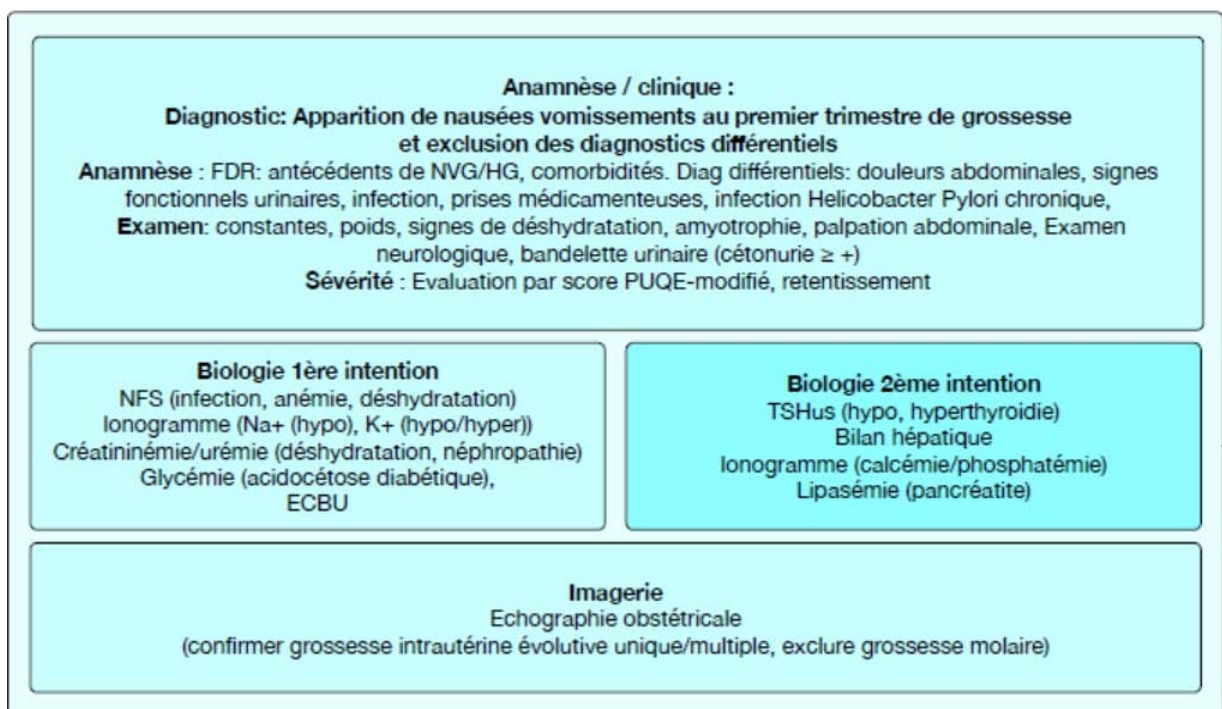 Anamnèse / clinique :
Diagnostic: Apparition de nausées vomissements au premier trimestre de grossesse
et exclusion des diagnostics différentiels
Anamnèse : FDR: antécédents de NVG/HG, comorbidités. Diag différentiels: douleurs abdominales, signes
fonctionnels urinaires, infection, prises médicamenteuses, infection Helicobacter Pylori chronique,
Examen: constantes, poids, signes de déshydratation, amyotrophie, palpation abdominale, Examen
neurologique, bandelette urinaire (cétonurie ≥ +)
Sévérité : Evaluation par score PUQE-modifié, retentissement
Biologie 1ère intention
NFS (infection, anémie, déshydratation)
Ionogramme (Na+ (hypo), K+ (hypo/hyper))
Créatininémie/urémie (déshydratation, néphropathie)
Glycémie (acidocétose diabétique),
ECBU
Biologie 2ème intention
TSHus (hypo, hyperthyroidie)
Bilan hépatique
Ionogramme (calcémie/phosphatémie)
Lipasémie (pancréatite)
Imagerie
Echographie obstétricale
(confirmer grossesse intrautérine évolutive unique/multiple, exclure grossesse molaire)